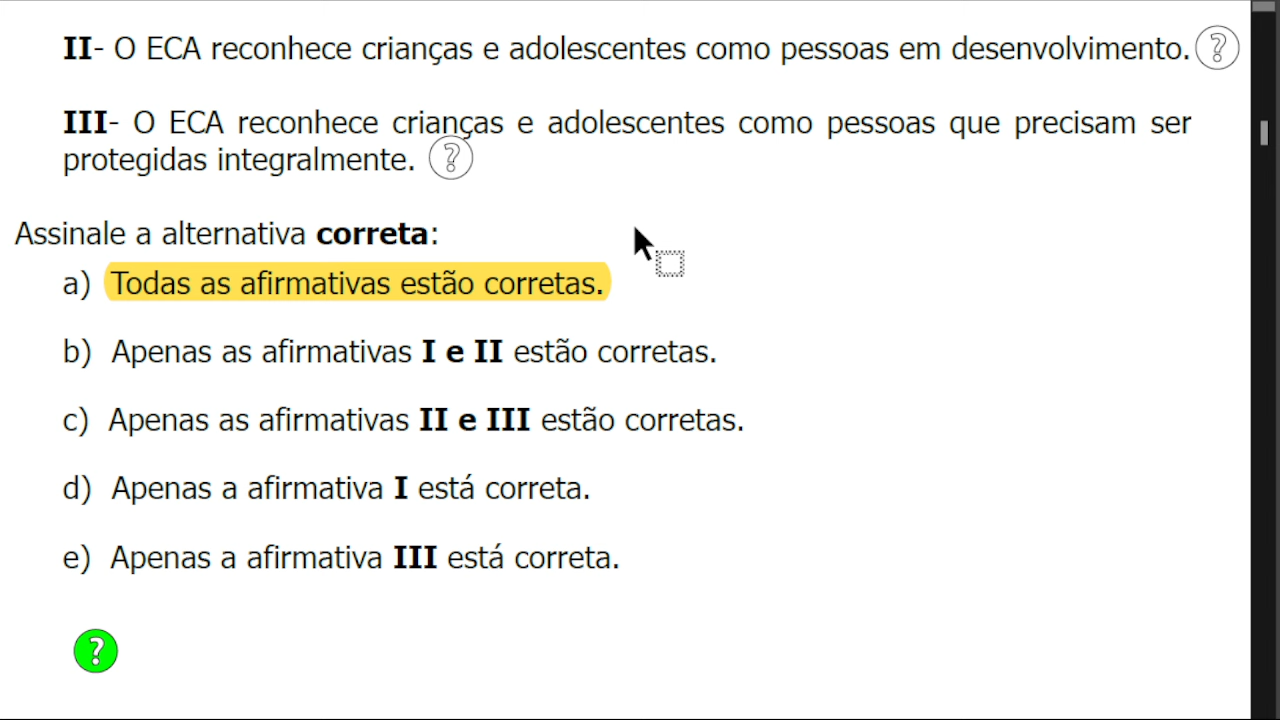 II- O ECA reconhece crianças e adolescentes como pessoas em desenvolvimento. ?
III- O ECA reconhece crianças e adolescentes como pessoas que precisam ser
protegidas integralmente. ?
Assinale a alternativa correta:
a) Todas as afirmativas estão corretas.
b) Apenas as afirmativas I e II estão corretas.
c) Apenas as afirmativas II e III estão corretas.
d) Apenas a afirmativa I está correta.
e) Apenas a afirmativa III está correta.
?